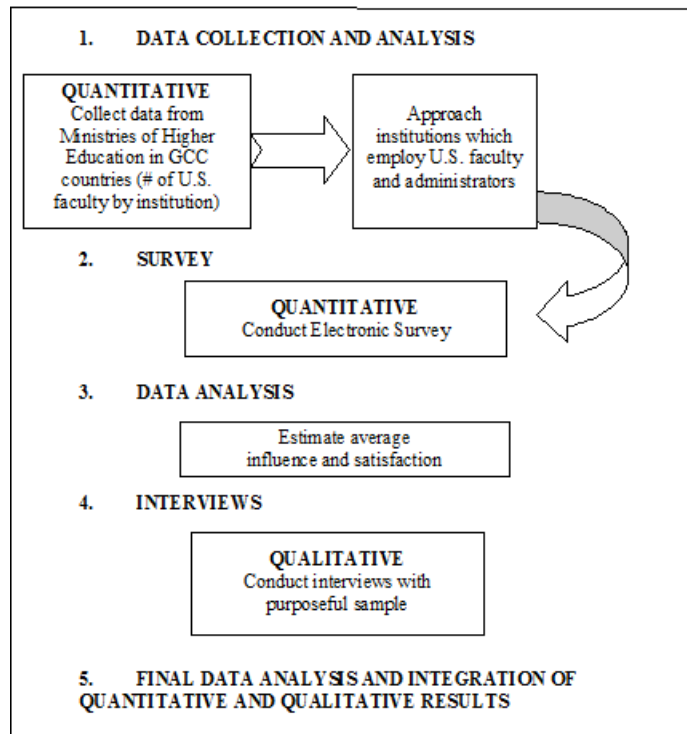 1. DATA COLLECTION AND ANALYSIS
QUANTITATIVE
Collect data from
Ministries of Higher
Education in GCC
countries (# of U.S.
faculty by institution)
Approach
institutions which
employ U.S. faculty
and administrators
2. SURVEY
QUANTITATIVE
Conduct Electronic Survey
3. DATA ANALYSIS
Estimate average
influence and satisfaction
4. INTERVIEWS
QUALITATIVE
Conduct interviews with
purposeful sample
5. FINAL DATA ANALYSIS AND INTEGRATION OF
QUANTITATIVE AND QUALITATIVE RESULTS